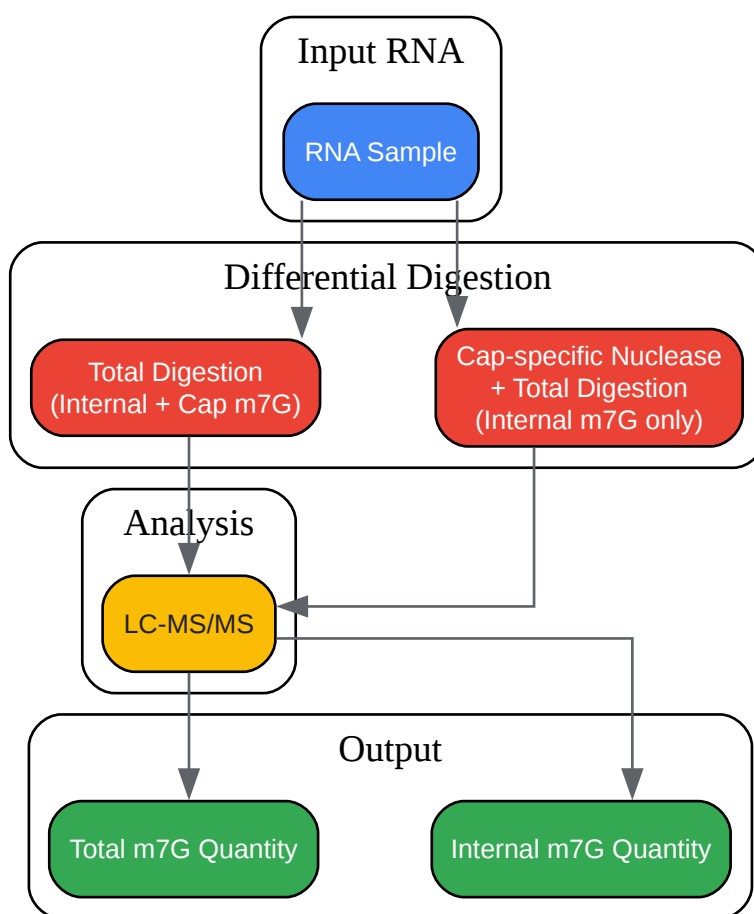 Input RNA
RNA Sample
Differential Digestion
Total Digestion
(Internal + Cap m7G)
Cap-specific Nuclease
+ Total Digestion
(Internal m7G only)
Analysis
LC-MS/MS
Output
Total m7G Quantity
Internal m7G Quantity